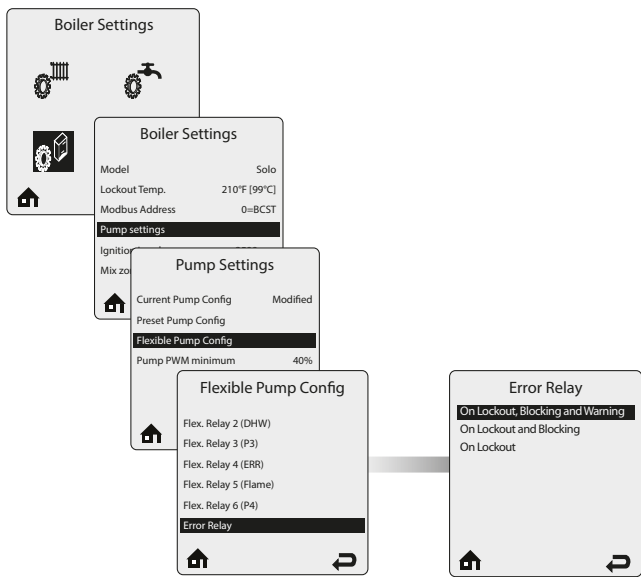 Boiler Settings
Boiler Settings
Model Solo
Lockout Temp. 210°F [99°C]
Modbus Address 0=BCST
Pump settings
Mix
Pump Settings
Current Pump Config Modified
Preset Pump Config
Flexible Pump Config
Pump PWM minimum 40%
Flexible Pump Config
Flex. Relay 2 (DHW)
Flex. Relay 3 (P3)
Flex. Relay 4 (ERR)
Flex. Relay 5 (Flame)
Flex. Relay 6 (P4)
Error Relay
Error Relay
On Lockout, Blocking and Warning
On Lockout and Blocking
On Lockout